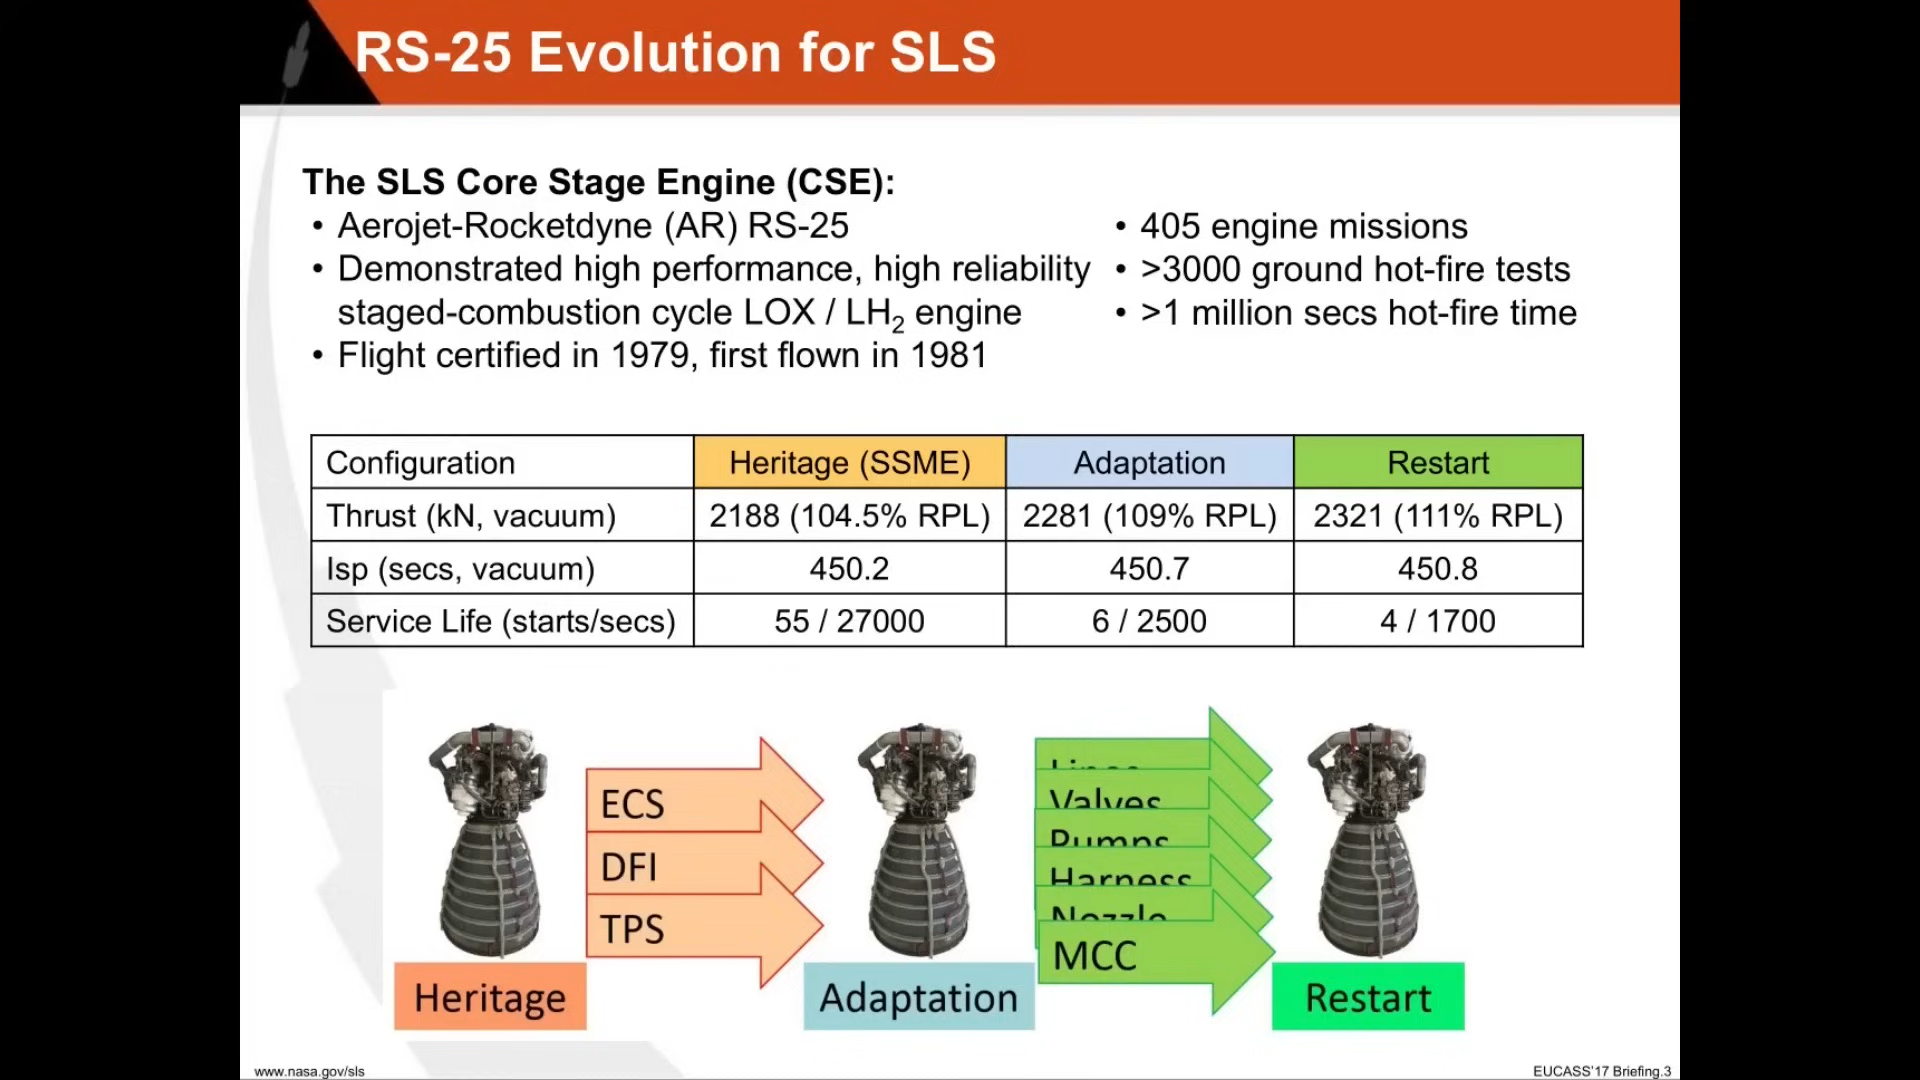 RS-25 Evolution for SLS
The SLS Core Stage Engine (CSE):
• Aerojet-Rocketdyne (AR) RS-25
• Demonstrated high performance, high reliability
staged-combustion cycle LOX / LH₂ engine
• Flight certified in 1979, first flown in 1981
• 405 engine missions
• >3000 ground hot-fire tests
• >1 million secs hot-fire time
Configuration Heritage (SSME) Adaptation Restart
Thrust (kN, vacuum) 2188 (104.5% RPL) 2281 (109% RPL) 2321 (111% RPL)
Isp (secs, vacuum) 450.2 450.7 450.8
Service Life (starts/secs) 55 / 27000 6 / 2500 4 / 1700
ECS
DFI
TPS
Lines
Valves
Pumps
Harness
Nozzle
MCC
Heritage
Adaptation
Restart
www.nasa.gov/sls
EUCASS'17 Briefing.3